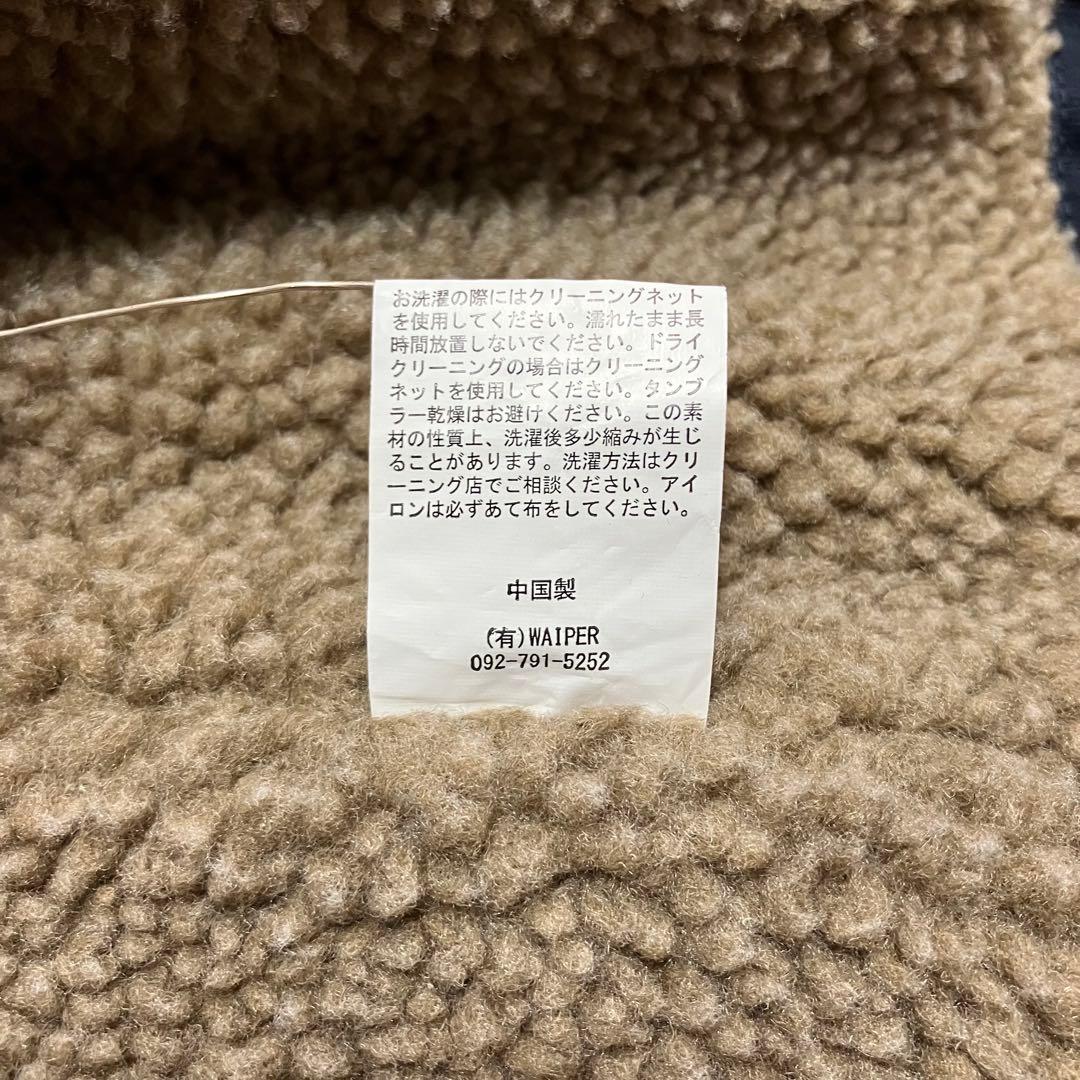 お洗濯の際にはクリーニングネット
を使用してください。濡れたまま長
時間放置しないでください。ドライ
クリーニングの場合はクリーニング
ネットを使用してください。タンブ
ラー乾燥はお避けください。この素
材の性質上、洗濯後多少縮みが生じ
ることがあります。洗濯方法はクリ
ーニング店でご相談ください。アイ
ロンは必ずあて布をしてください。
中国製
(有)WAIPER
092-791-5252